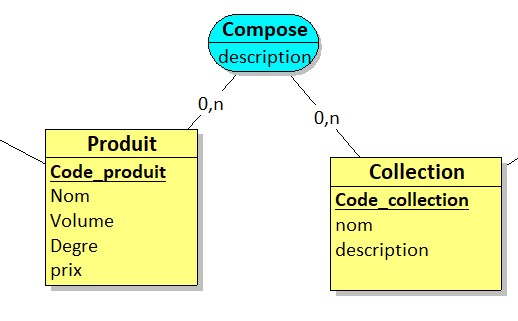 Compose
description
0,n
0,n
Produit
Code_produit
Nom
Volume
Degre
prix
Collection
Code_collection
nom
description